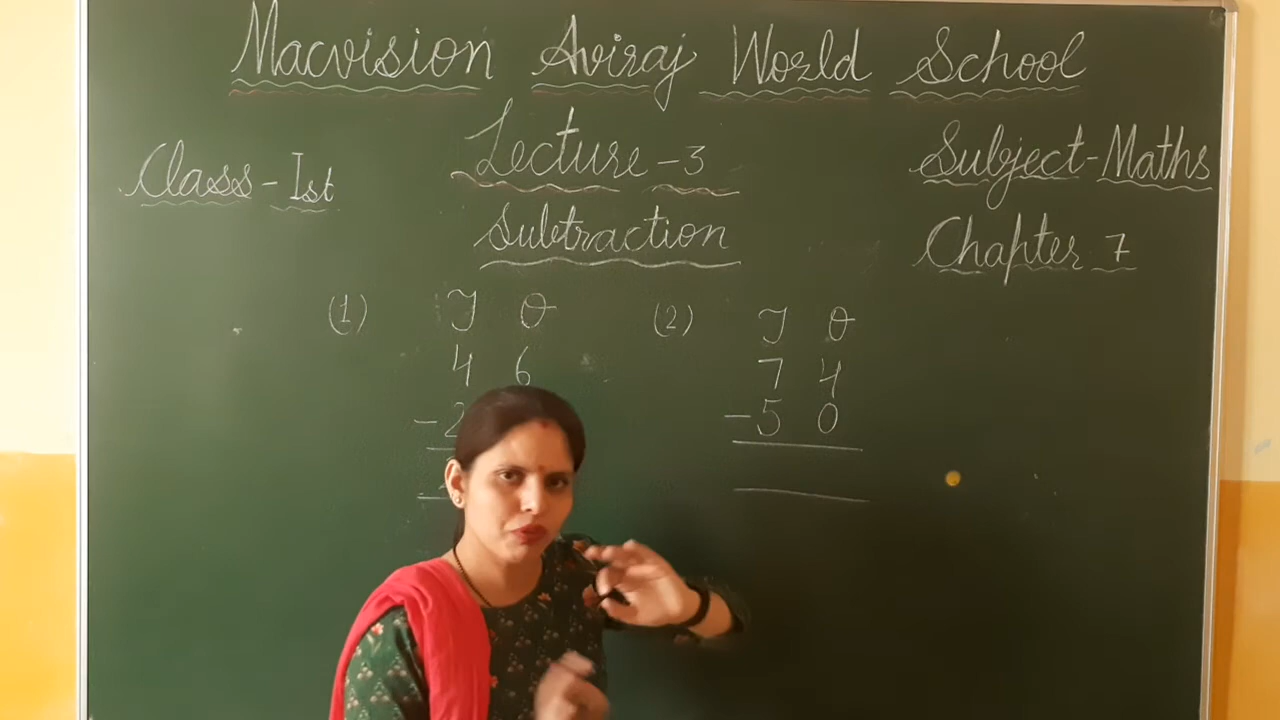 Macvision Aviraj World School
Class - Ist
Lecture - 3
Subject - Maths
Subtraction
Chapter 7
(1) T O
4 6
- 2
(2) T O
7 4
- 5 0